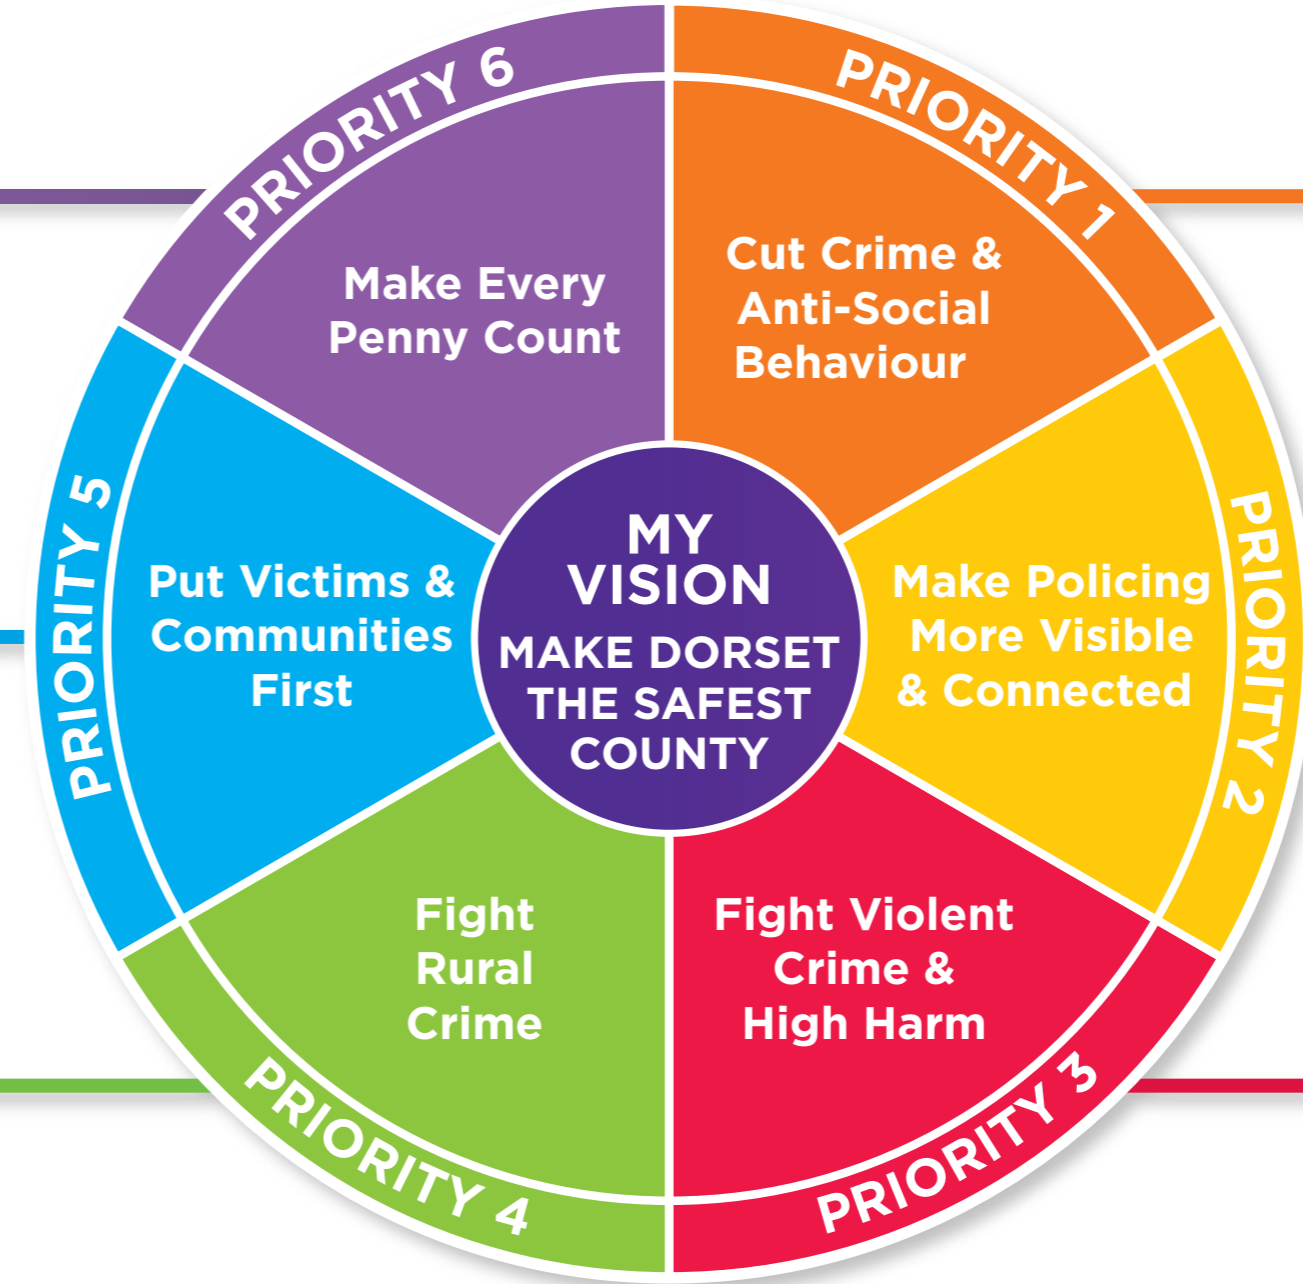 PRIORITY 1
Cut Crime &
Anti-Social
Behaviour
PRIORITY 2
Make Policing
More Visible
& Connected
PRIORITY 3
Fight Violent
Crime &
High Harm
PRIORITY 4
Fight
Rural
Crime
PRIORITY 5
Put Victims &
Communities
First
PRIORITY 6
Make Every
Penny Count
MY
VISION
MAKE DORSET
THE SAFEST
COUNTY